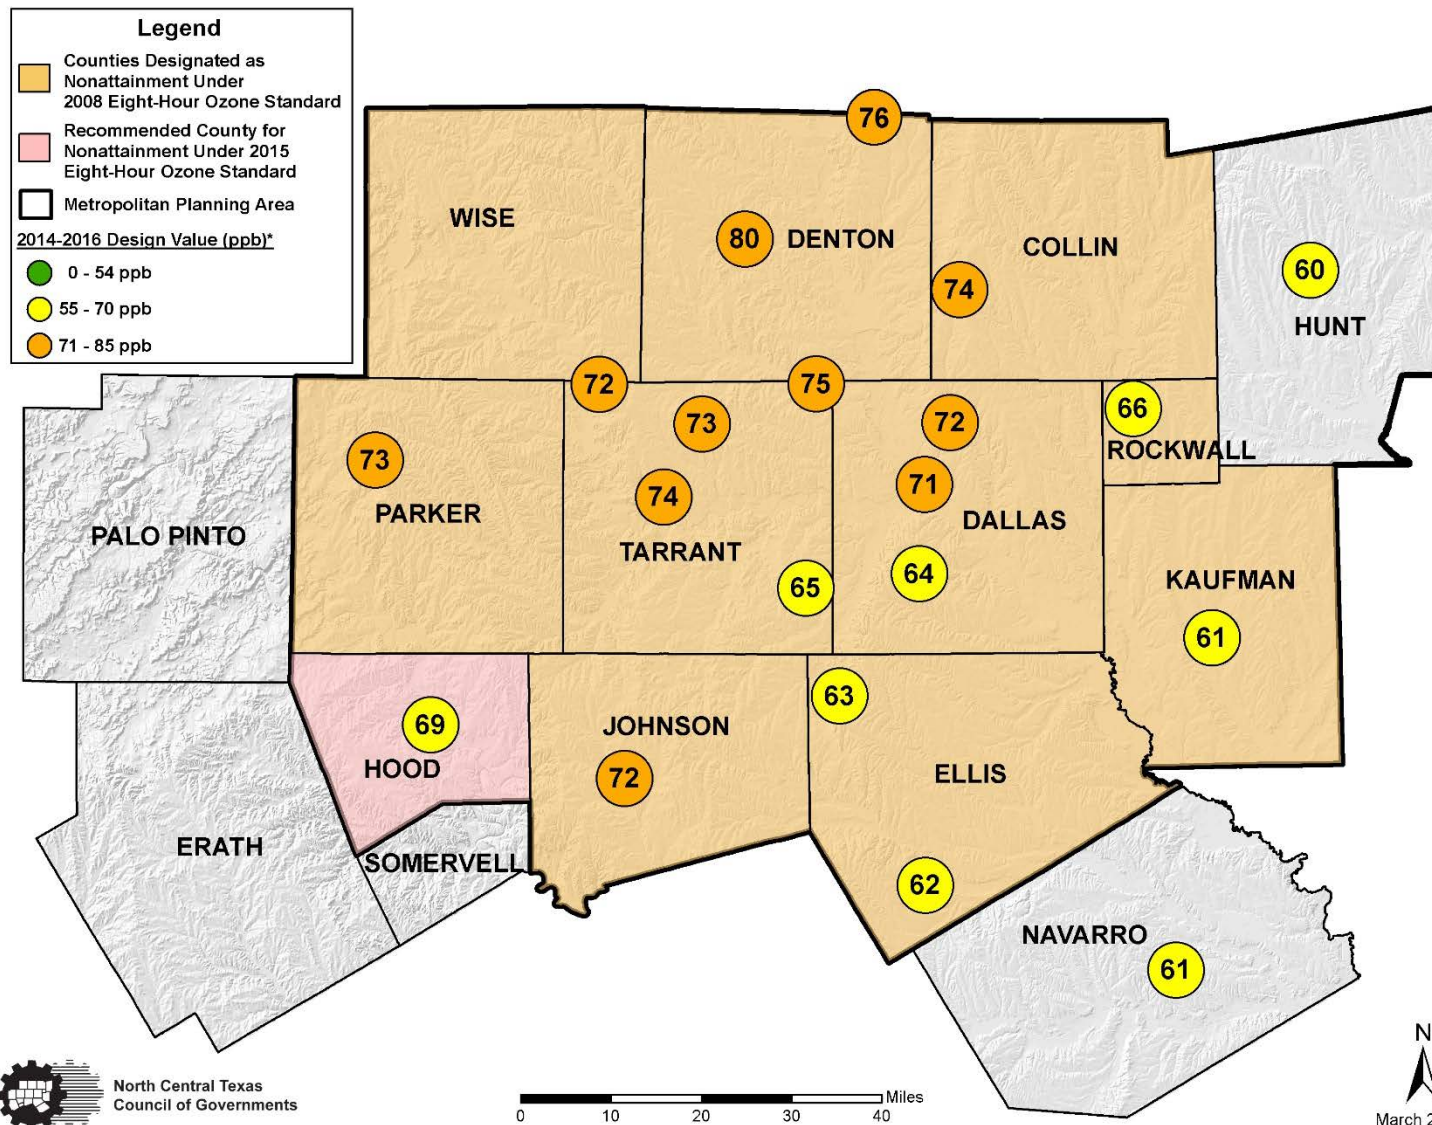 Legend
Counties Designated as
Nonattainment Under
2008 Eight-Hour Ozone Standard
Recommended County for
Nonattainment Under 2015
Eight-Hour Ozone Standard
Metropolitan Planning Area
2014-2016 Design Value (ppb)*
0 - 54 ppb
55 - 70 ppb
71 - 85 ppb
76
WISE
80 DENTON
COLLIN
74
60
HUNT
72
75
73
72
66
ROCKWALL
73
PARKER
74
71
DALLAS
PALO PINTO
TARRANT
65
64
KAUFMAN
61
69
HOOD
JOHNSON
72
63
ELLIS
ERATH
SOMERVELL
62
NAVARRO
61
North Central Texas
Council of Governments
Miles
0 10 20 30 40
N
March